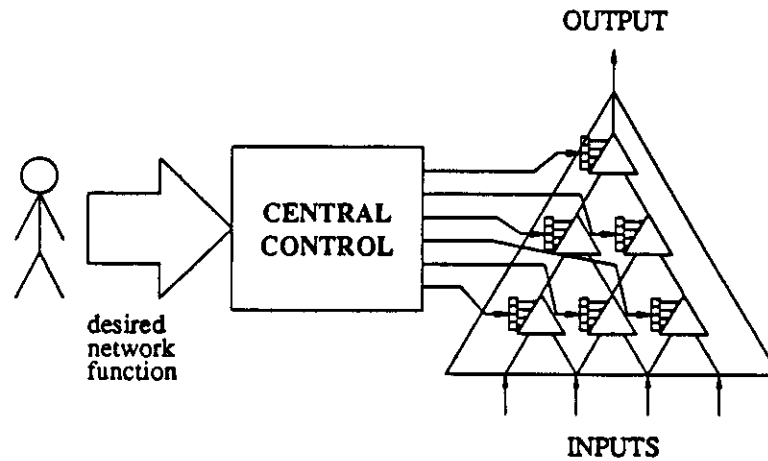 OUTPUT
CENTRAL
CONTROL
desired
network
function
INPUTS